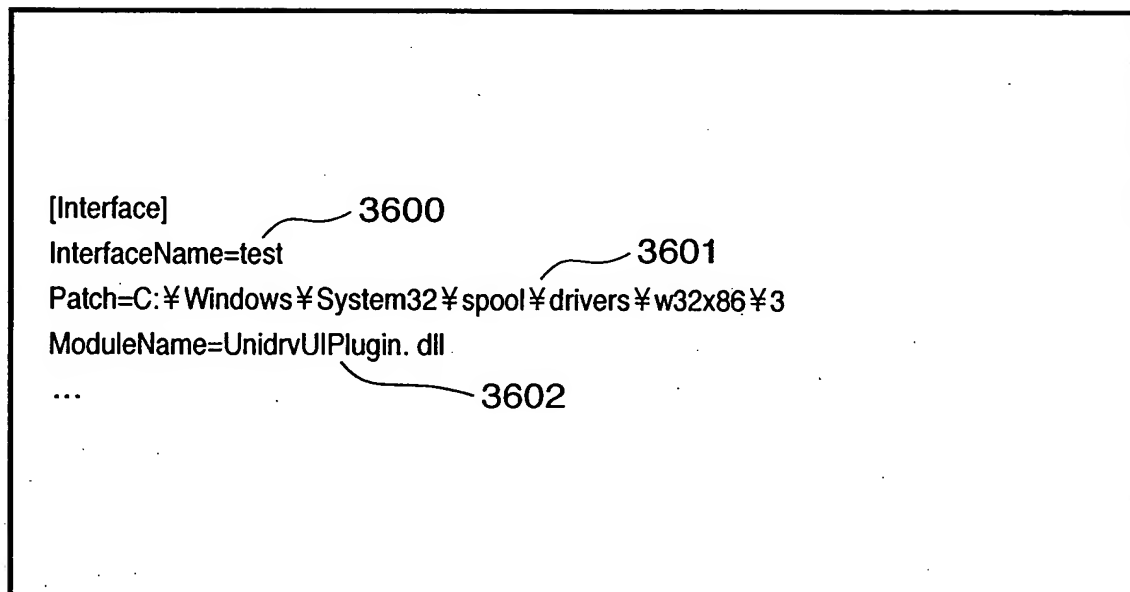 [Interface]
3600
InterfaceName=test
3601
Patch=C:¥Windows¥System32¥spool¥drivers¥w32x86¥3
ModuleName=UnidrvUIPlugin. dll
...
3602